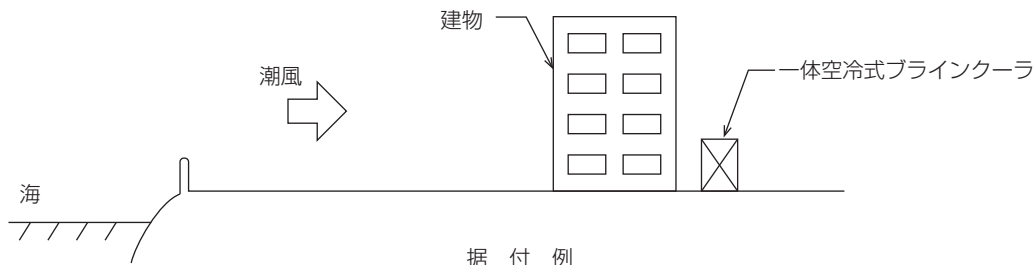 建物
一体空冷式ブラインクーラ
潮風
海
据 付 例